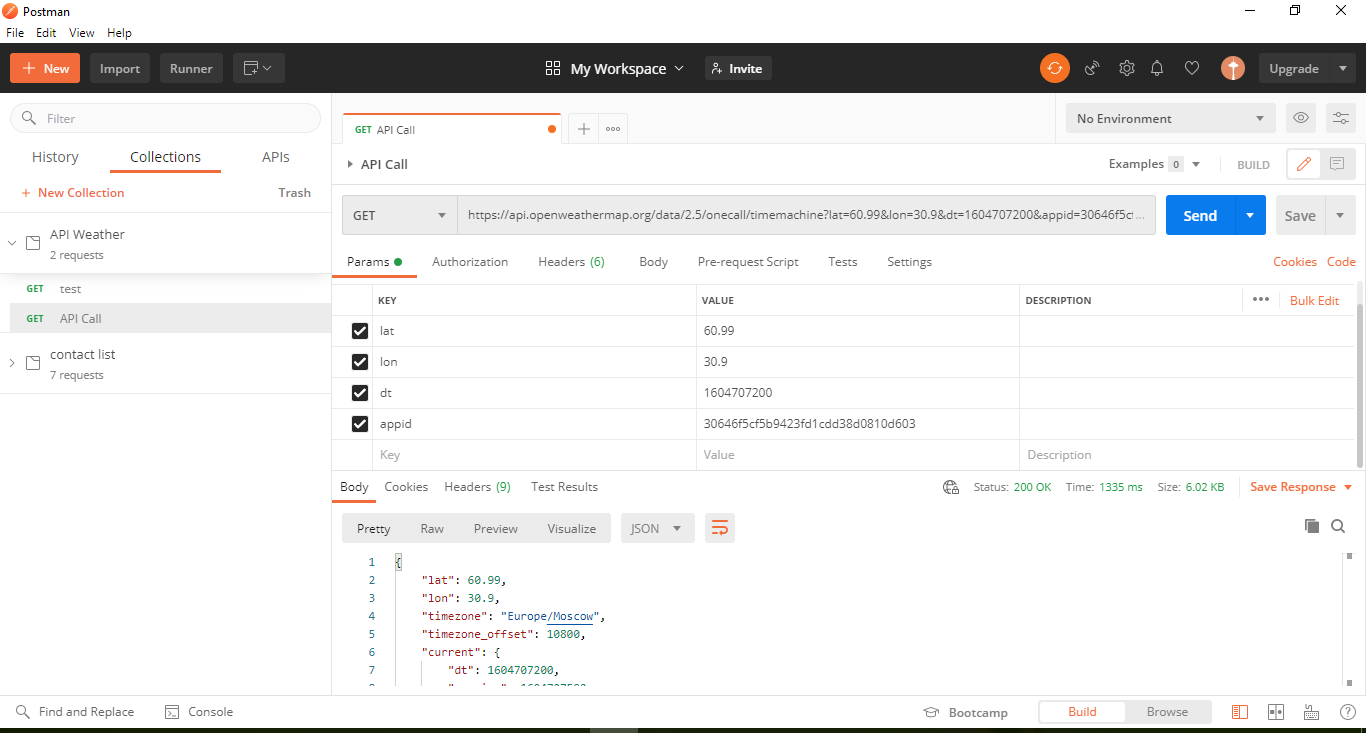 Postman
File Edit View Help
New Import Runner My Workspace Invite Upgrade
Filter
History Collections APIs
+ New Collection Trash
API Weather
2 requests
GET test
GET API Call
contact list
7 requests
GET API Call
No Environment
API Call Examples 0 BUILD
GET https://api.openweathermap.org/data/2.5/onecall/timemachine?lat=60.99&lon=30.9&dt=1604707200&appid=30646f5cf ... Send Save
Params Authorization Headers (6) Body Pre-request Script Tests Settings Cookies Code
KEY VALUE DESCRIPTION ••• Bulk Edit
lat 60.99
lon 30.9
dt 1604707200
appid 30646f5cf5b9423fd1cdd38d0810d603
Key Value Description
Body Cookies Headers (9) Test Results Status: 200 OK Time: 1335 ms Size: 6.02 KB Save Response
Pretty Raw Preview Visualize JSON
1 {
2 "lat": 60.99,
3 "lon": 30.9,
4 "timezone": "Europe/Moscow",
5 "timezone_offset": 10800,
6 "current": {
7 "dt": 1604707200,
Find and Replace Console Bootcamp Build Browse